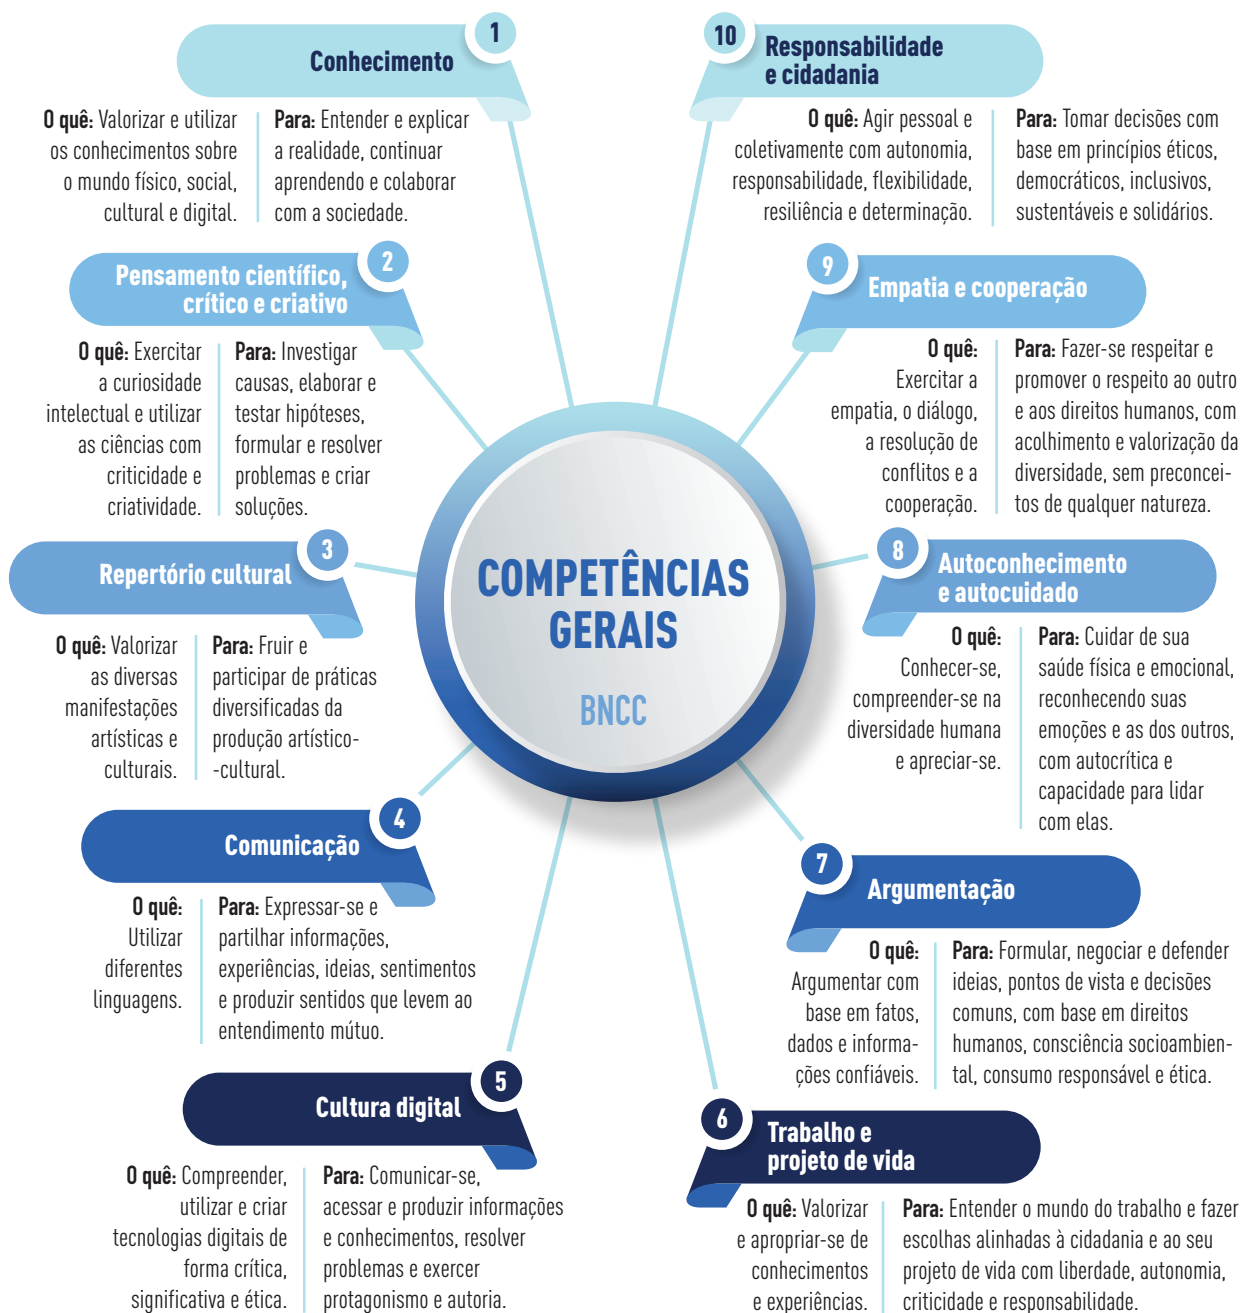 1
Conhecimento
O quê: Valorizar e utilizar
os conhecimentos sobre
o mundo físico, social,
cultural e digital.
Para: Entender e explicar
a realidade, continuar
aprendendo e colaborar
com a sociedade.
2
Pensamento científico,
crítico e criativo
O quê: Exercitar
a curiosidade
intelectual e utilizar
as ciências com
criticidade e
criatividade.
Para: Investigar
causas, elaborar e
testar hipóteses,
formular e resolver
problemas e criar
soluções.
3
Repertório cultural
O quê: Valorizar
as diversas
manifestações
artísticas e
culturais.
Para: Fruir e
participar de práticas
diversificadas da
produção artístico-
-cultural.
4
Comunicação
O quê:
Utilizar
diferentes
linguagens.
Para: Expressar-se e
partilhar informações,
experiências, ideias, sentimentos
e produzir sentidos que levem ao
entendimento mútuo.
5
Cultura digital
O quê: Compreender,
utilizar e criar
tecnologias digitais de
forma crítica,
significativa e ética.
Para: Comunicar-se,
acessar e produzir informações
e conhecimentos, resolver
problemas e exercer
protagonismo e autoria.
COMPETÊNCIAS
GERAIS
BNCC
10
Responsabilidade
e cidadania
O quê: Agir pessoal e
coletivamente com autonomia,
responsabilidade, flexibilidade,
resiliência e determinação.
Para: Tomar decisões com
base em princípios éticos,
democráticos, inclusivos,
sustentáveis e solidários.
9
Empatia e cooperação
O quê:
Exercitar a
empatia, o diálogo,
a resolução de
conflitos e a
cooperação.
Para: Fazer-se respeitar e
promover o respeito ao outro
e aos direitos humanos, com
acolhimento e valorização da
diversidade, sem preconcei-
tos de qualquer natureza.
8
Autoconhecimento
e autocuidado
O quê:
Conhecer-se,
compreender-se na
diversidade humana
e apreciar-se.
Para: Cuidar de sua
saúde física e emocional,
reconhecendo suas
emoções e as dos outros,
com autocrítica e
capacidade para lidar
com elas.
7
Argumentação
O quê:
Argumentar com
base em fatos,
dados e informa-
ções confiáveis.
Para: Formular, negociar e defender
ideias, pontos de vista e decisões
comuns, com base em direitos
humanos, consciência socioambien-
tal, consumo responsável e ética.
6
Trabalho e
projeto de vida
O quê: Valorizar
e apropriar-se de
conhecimentos
e experiências.
Para: Entender o mundo do trabalho e fazer
escolhas alinhadas à cidadania e ao seu
projeto de vida com liberdade, autonomia,
criticidade e responsabilidade.